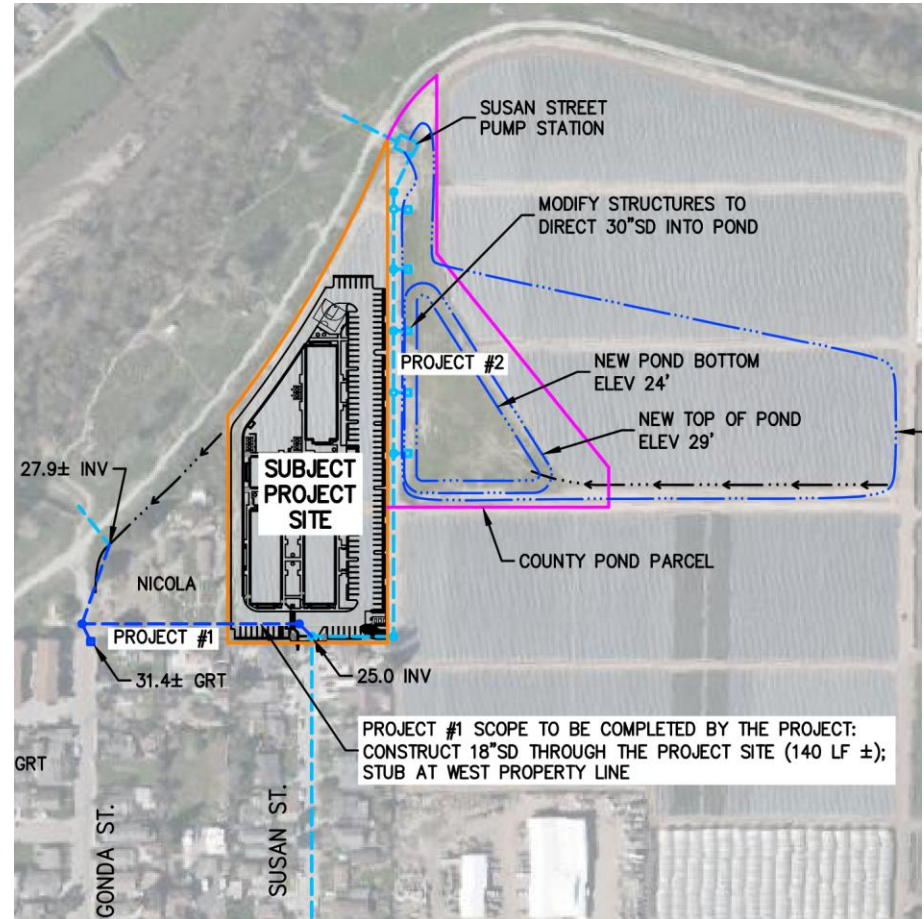 SUSAN STREET
PUMP STATION
MODIFY STRUCTURES TO
DIRECT 30"SD INTO POND
PROJECT #2
NEW POND BOTTOM
ELEV 24'
NEW TOP OF POND
ELEV 29'
SUBJECT
PROJECT
SITE
27.9± INV
COUNTY POND PARCEL
NICOLA
PROJECT #1
31.4± GRT
25.0 INV
PROJECT #1 SCOPE TO BE COMPLETED BY THE PROJECT:
CONSTRUCT 18"SD THROUGH THE PROJECT SITE (140 LF ±);
STUB AT WEST PROPERTY LINE
GRT
GONDA ST.
SUSAN ST.